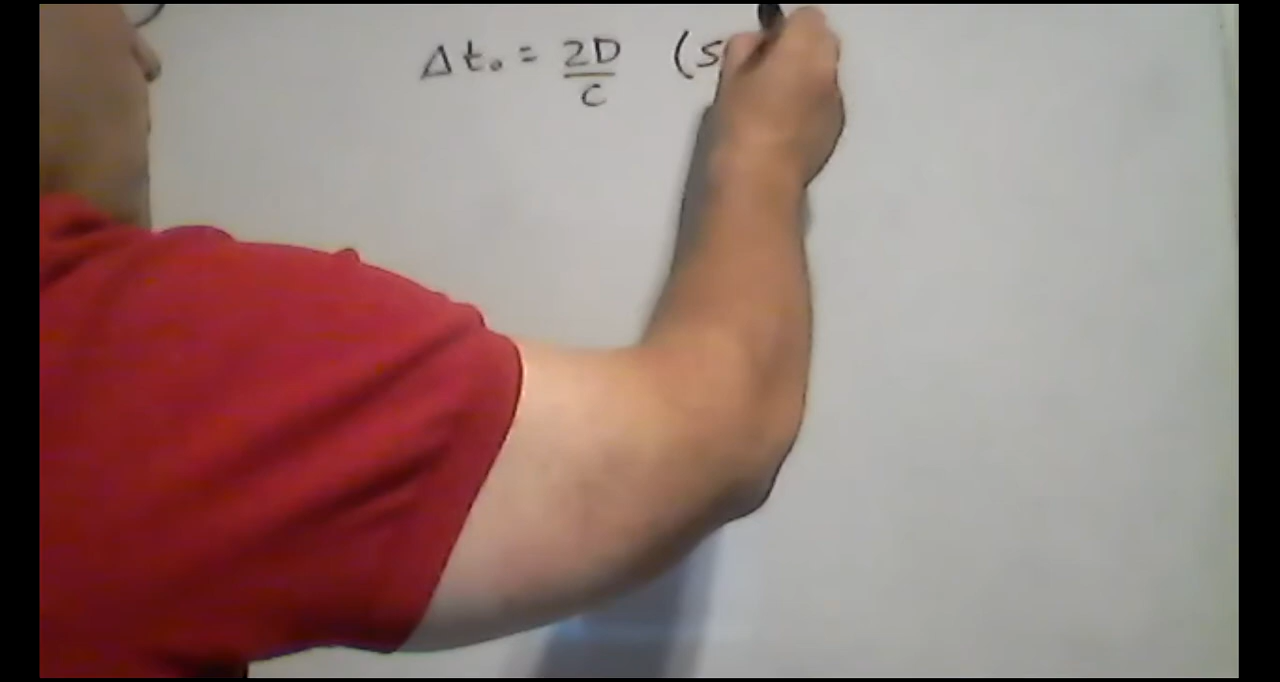 Δt₀ = 2D/C (s